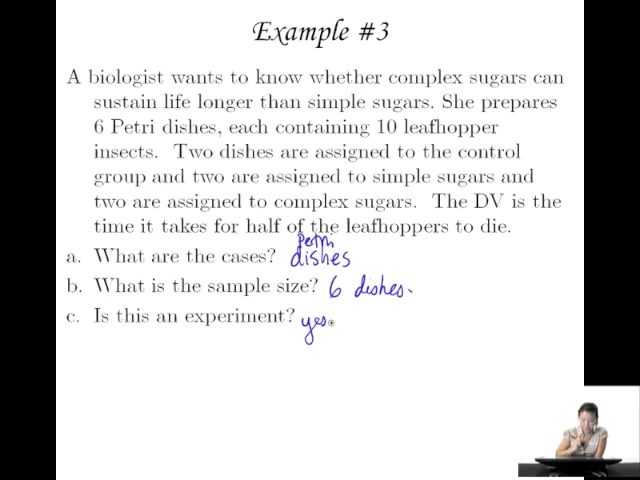 Example #3
A biologist wants to know whether complex sugars can
sustain life longer than simple sugars. She prepares
6 Petri dishes, each containing 10 leafhopper
insects. Two dishes are assigned to the control
group and two are assigned to simple sugars and
two are assigned to complex sugars. The DV is the
time it takes for half of the leafhoppers to die.
a. What are the cases? Petri dishes
b. What is the sample size? 6 dishes.
c. Is this an experiment? yes.